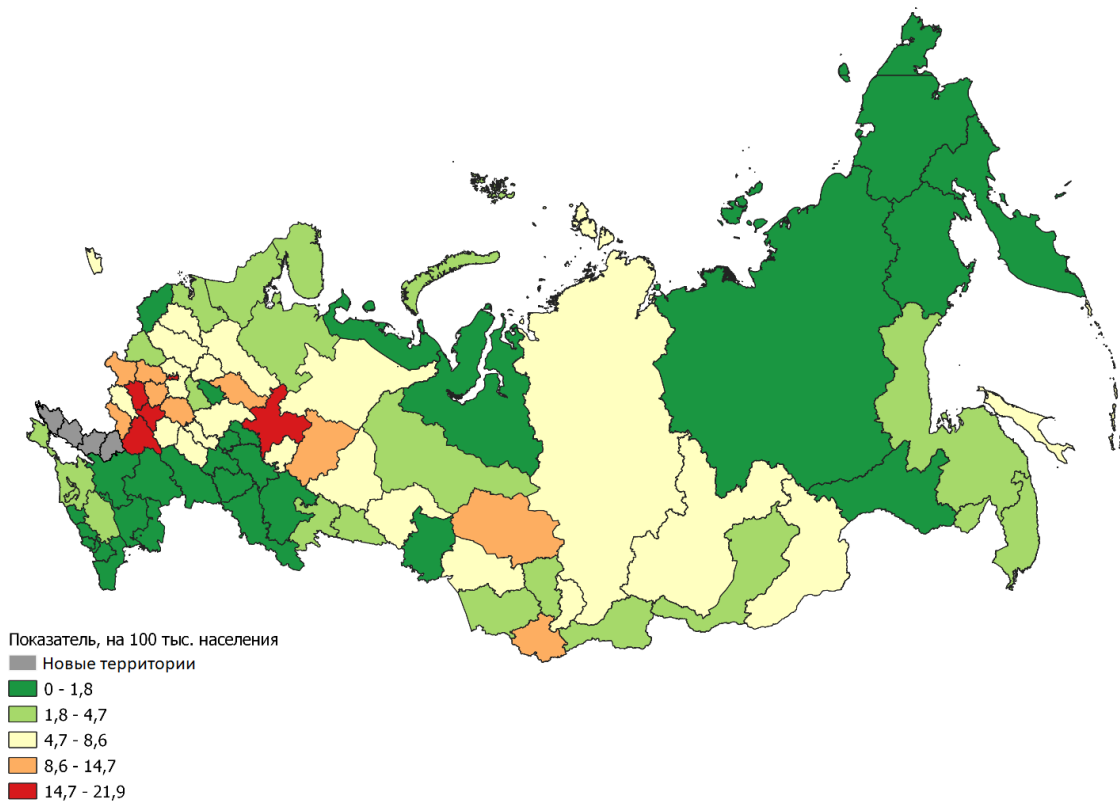 Показатель, на 100 тыс. населения
Новые территории
0 - 1,8
1,8 - 4,7
4,7 - 8,6
8,6 - 14,7
14,7 - 21,9